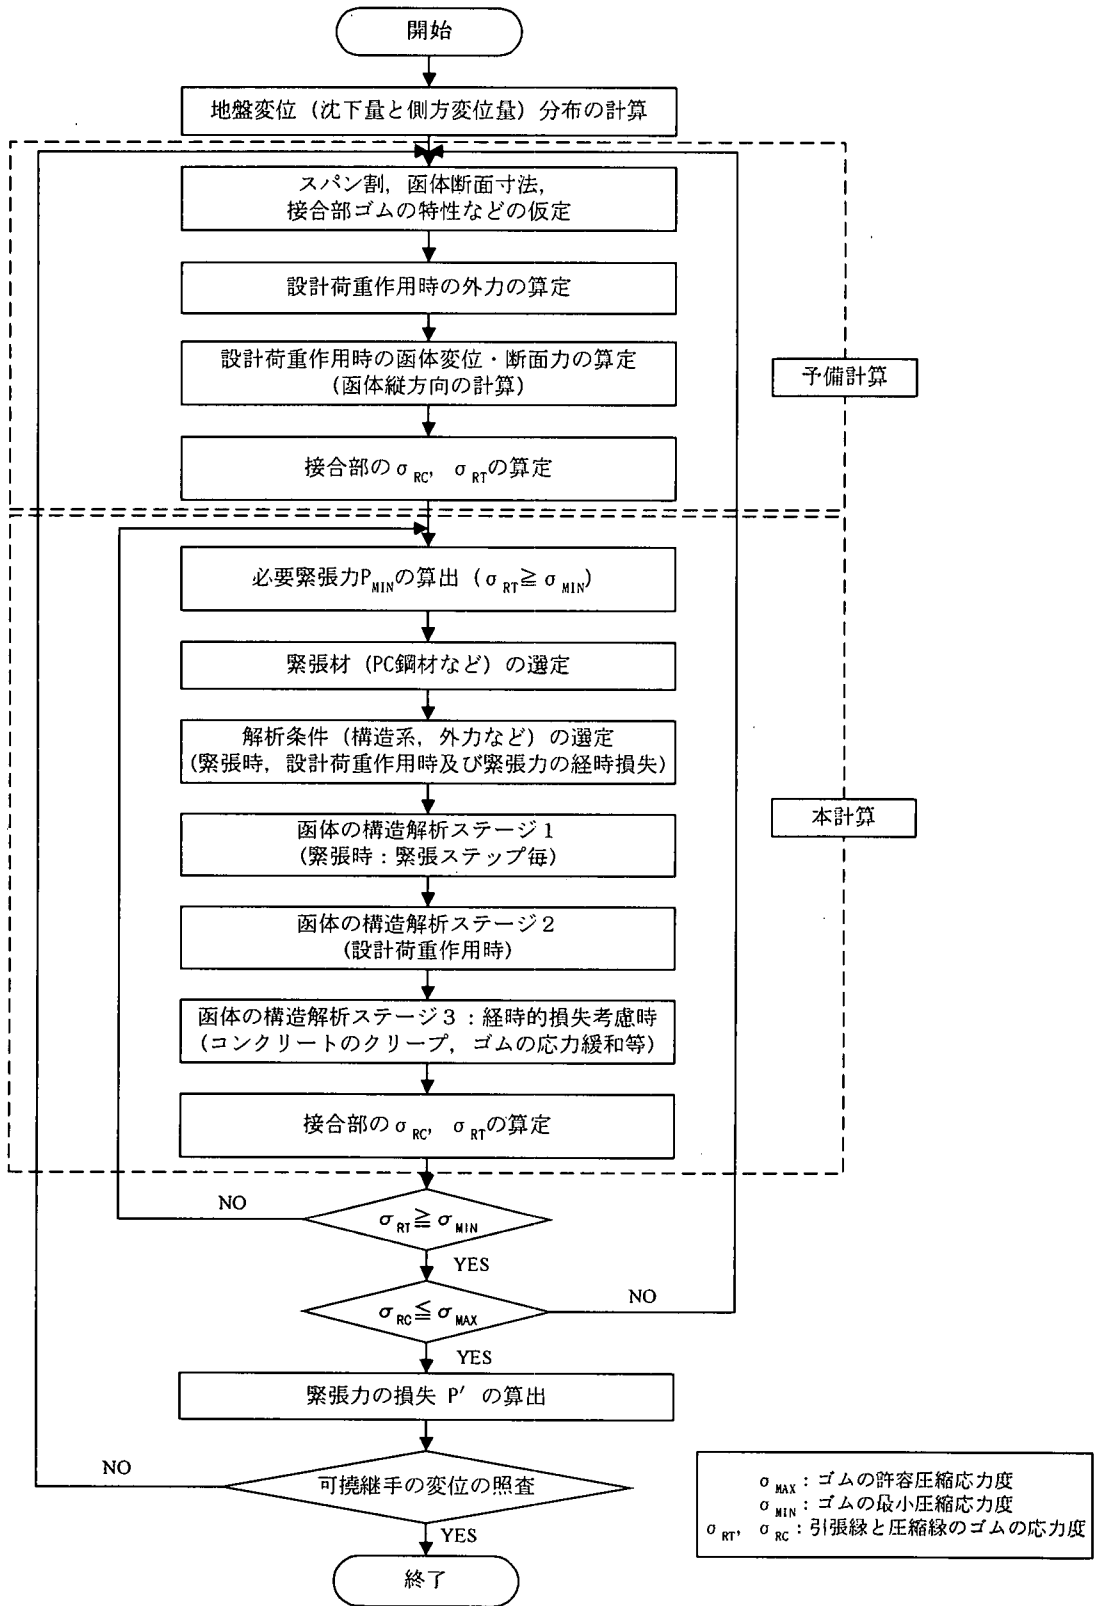 開始
地盤変位（沈下量と側方変位量）分布の計算
スパン割，函体断面寸法，
接合部ゴムの特性などの仮定
設計荷重作用時の外力の算定
設計荷重作用時の函体変位・断面力の算定
(函体縦方向の計算)
予備計算
接合部のσRC, σRTの算定
必要緊張力PMINの算出（σRT≧σMIN）
緊張材（PC鋼材など）の選定
解析条件（構造系，外力など）の選定
(緊張時，設計荷重作用時及び緊張力の経時損失)
本計算
函体の構造解析ステージ1
(緊張時：緊張ステップ毎)
函体の構造解析ステージ2
(設計荷重作用時)
函体の構造解析ステージ3：経時的損失考慮時
(コンクリートのクリープ，ゴムの応力緩和等)
接合部のσRC, σRTの算定
NO
σRT≧σMIN
YES
σRC≦σMAX
NO
YES
緊張力の損失 P′ の算出
NO
可撓継手の変位の照査
YES
終了
σMAX：ゴムの許容圧縮応力度
σMIN：ゴムの最小圧縮応力度
σRT, σRC：引張縁と圧縮縁のゴムの応力度